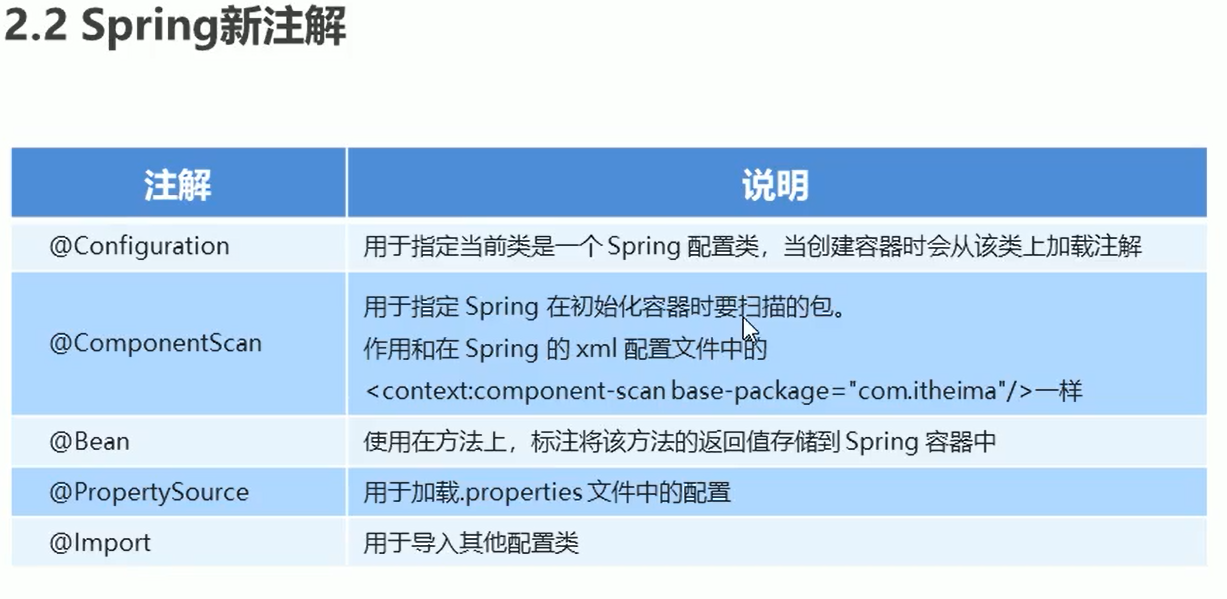 2.2 Spring新注解
注解
说明
@Configuration
用于指定当前类是一个 Spring 配置类，当创建容器时会从该类上加载注解
@ComponentScan
用于指定 Spring 在初始化容器时要扫描的包。
作用和在 Spring 的 xml 配置文件中的
<context:component-scan base-package="com.itheima"/>一样
@Bean
使用在方法上，标注将该方法的返回值存储到 Spring 容器中
@PropertySource
用于加载.properties 文件中的配置
@Import
用于导入其他配置类